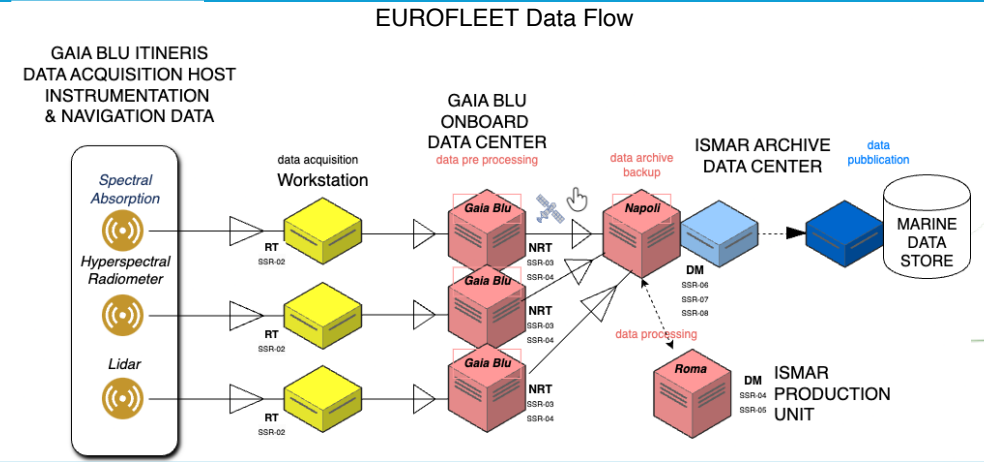 EUROFLEET Data Flow
GAIA BLU ITINERIS
DATA ACQUISITION HOST
INSTRUMENTATION
& NAVIGATION DATA
GAIA BLU
ONBOARD
DATA CENTER
data pre processing
data acquisition
Workstation
data archive
backup
ISMAR ARCHIVE
DATA CENTER
data
pubblication
Spectral
Absorption
RT
SSR-02
Gaia Blu
NRT
SSR-03
SSR-04
Napoli
DM
SSR-06
SSR-07
SSR-08
MARINE
DATA
STORE
Hyperspectral
Radiometer
RT
SSR-02
Gaia Blu
NRT
SSR-03
SSR-04
data processing
Lidar
RT
SSR-02
Gaia Blu
NRT
SSR-03
SSR-04
Roma
DM
SSR-04
SSR-05
ISMAR
PRODUCTION
UNIT